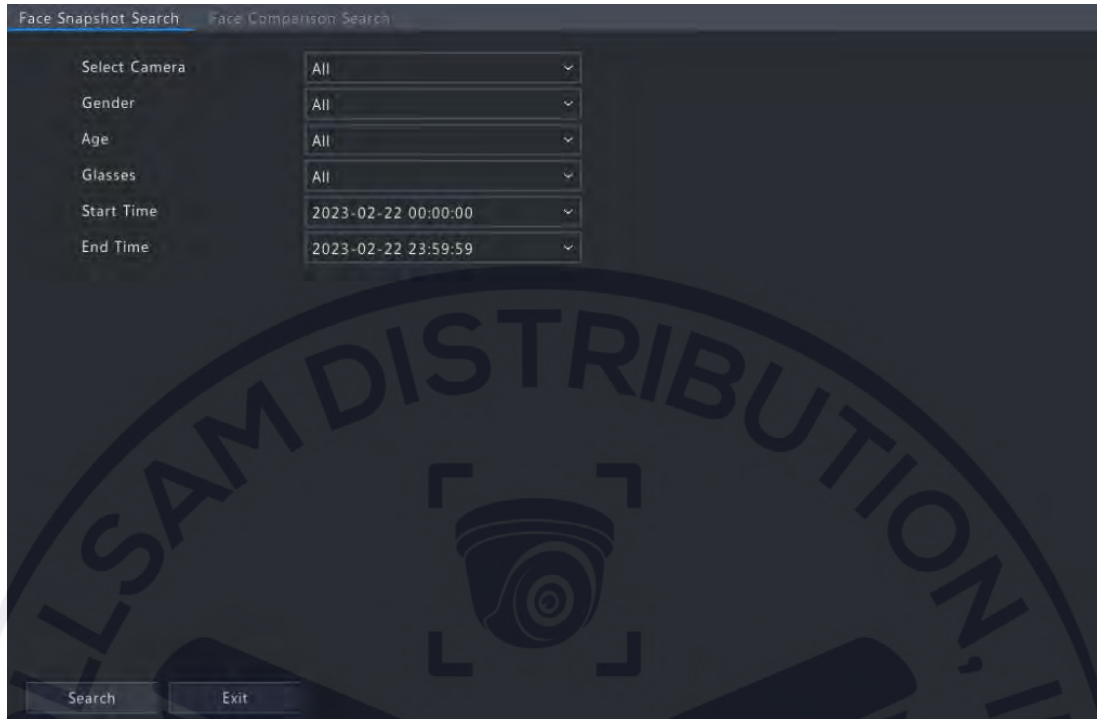 Face Snapshot Search Face Comparison Search
Select Camera All
Gender All
Age All
Glasses All
Start Time 2023-02-22 00:00:00
End Time 2023-02-22 23:59:59
DISTRIBUTION,
Search Exit